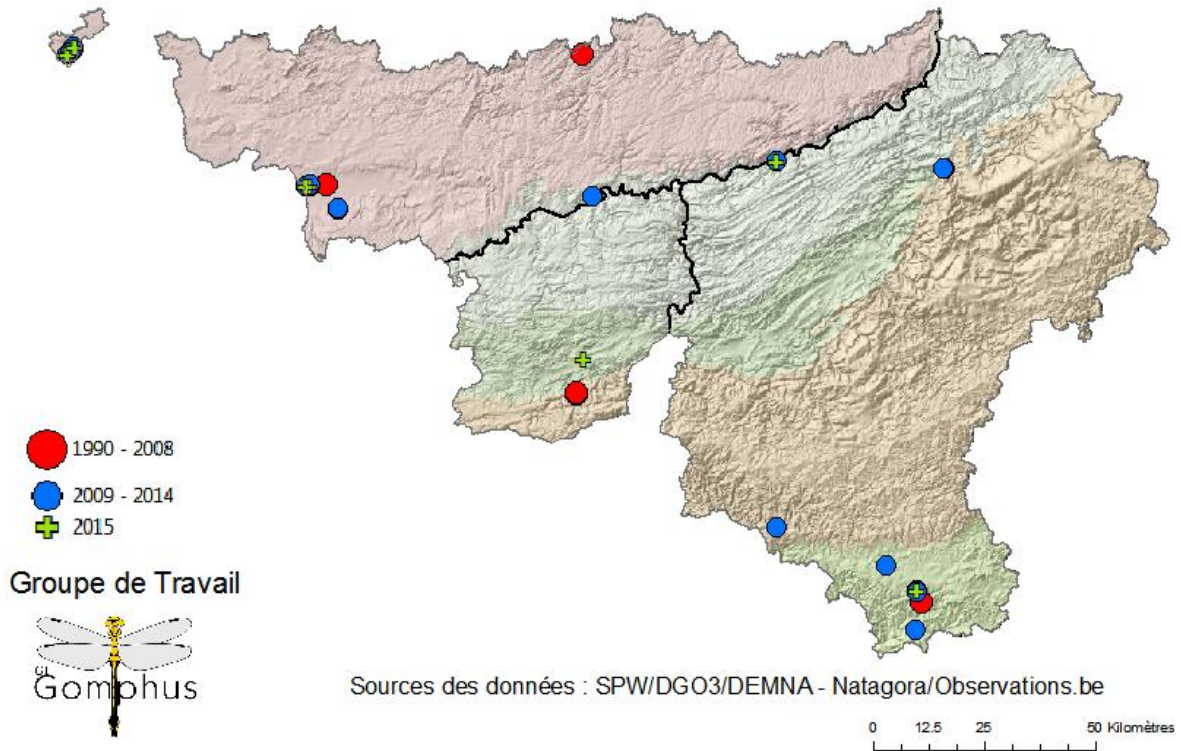 1990 - 2008
2009 - 2014
2015
Groupe de Travail
GT
Gomphus
Sources des données : SPW/DGO3/DEMNA - Natagora/Observations.be
0 12.5 25 50 Kilomètres